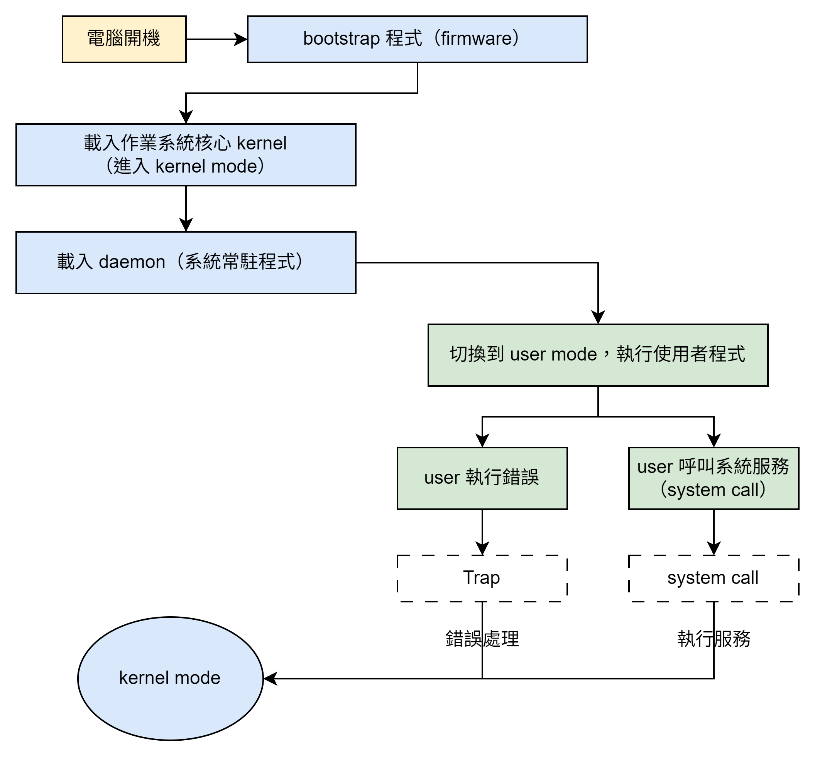 電腦開機
bootstrap 程式（firmware）
載入作業系統核心 kernel
（進入 kernel mode）
載入 daemon（系統常駐程式）
切換到 user mode，執行使用者程式
user 執行錯誤
user 呼叫系統服務
（system call）
Trap
system call
錯誤處理
執行服務
kernel mode